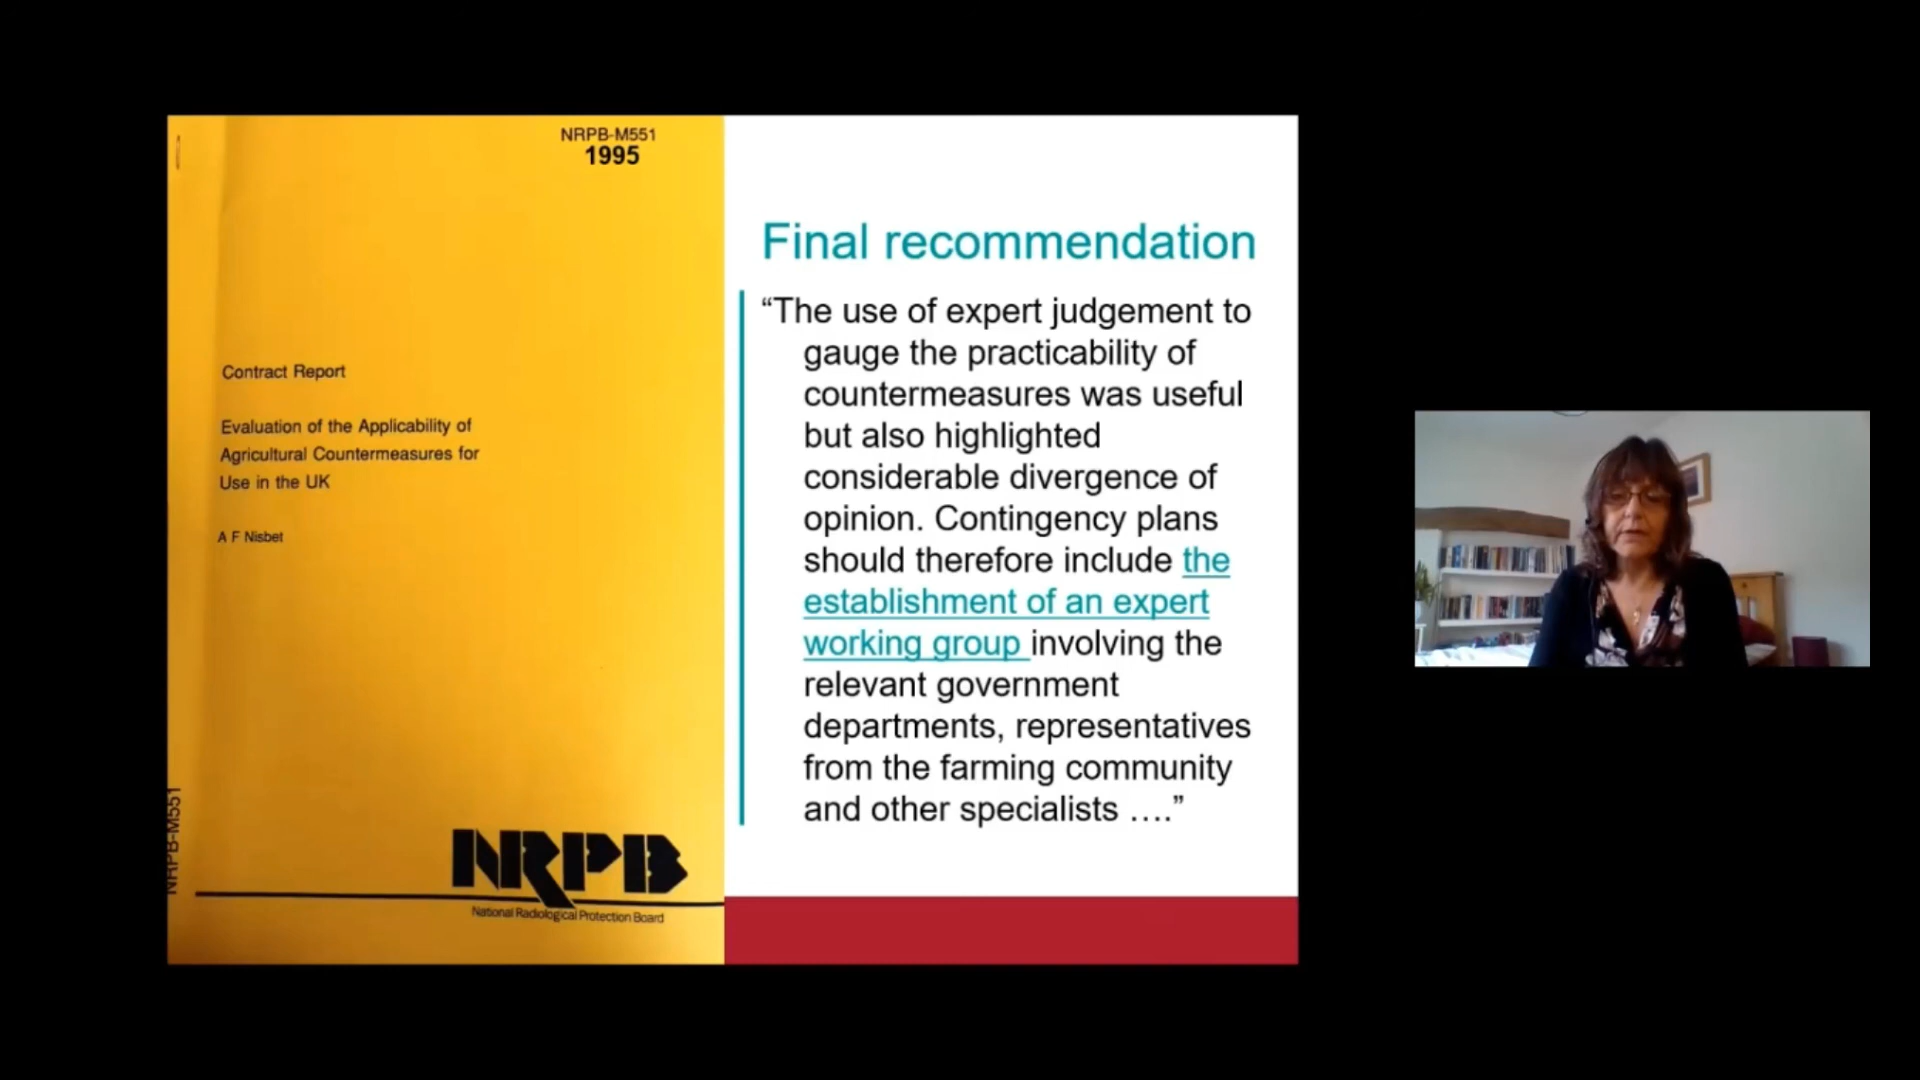 NRPB-M551
1995
Contract Report
Evaluation of the Applicability of
Agricultural Countermeasures for
Use in the UK
A F Nisbet
NRPB-M551
NRPB
National Radiological Protection Board
Final recommendation
“The use of expert judgement to
gauge the practicability of
countermeasures was useful
but also highlighted
considerable divergence of
opinion. Contingency plans
should therefore include the
establishment of an expert
working group involving the
relevant government
departments, representatives
from the farming community
and other specialists ….”